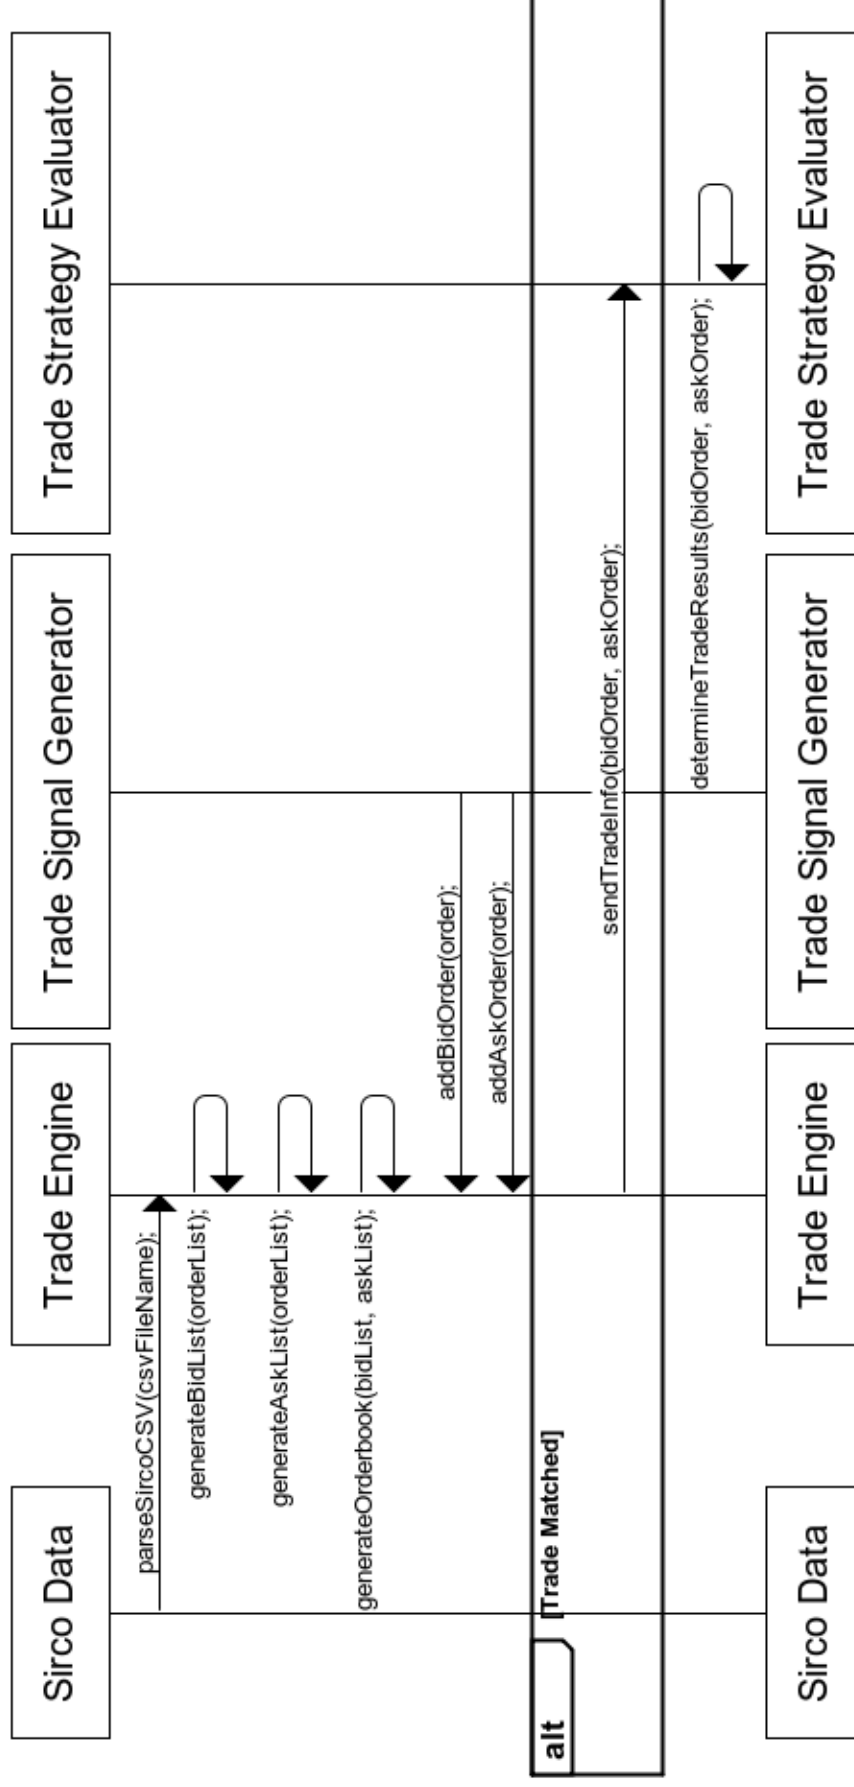 Sirco Data
Trade Engine
Trade Signal Generator
Trade Strategy Evaluator
parseSircoCSV(csvFileName);
generateBidList(orderList);
generateAskList(orderList);
generateOrderbook(bidList, askList);
addBidOrder(order);
addAskOrder(order);
alt
[Trade Matched]
sendTradeInfo(bidOrder, askOrder);
determineTradeResults(bidOrder, askOrder);
Sirco Data
Trade Engine
Trade Signal Generator
Trade Strategy Evaluator